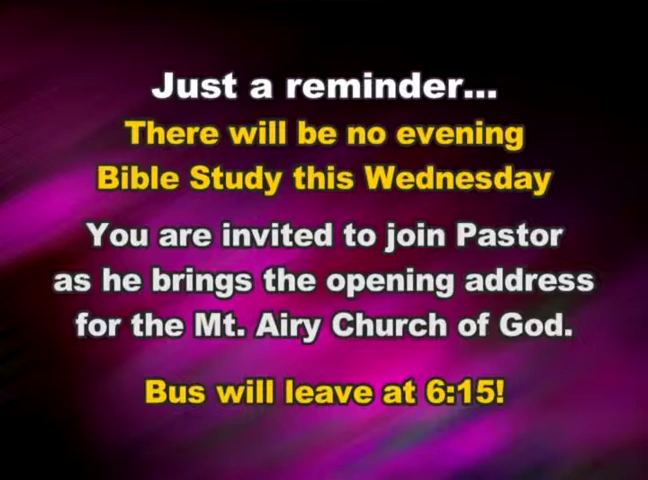 Just a reminder...
There will be no evening
Bible Study this Wednesday
You are invited to join Pastor
as he brings the opening address
for the Mt. Airy Church of God.
Bus will leave at 6:15!